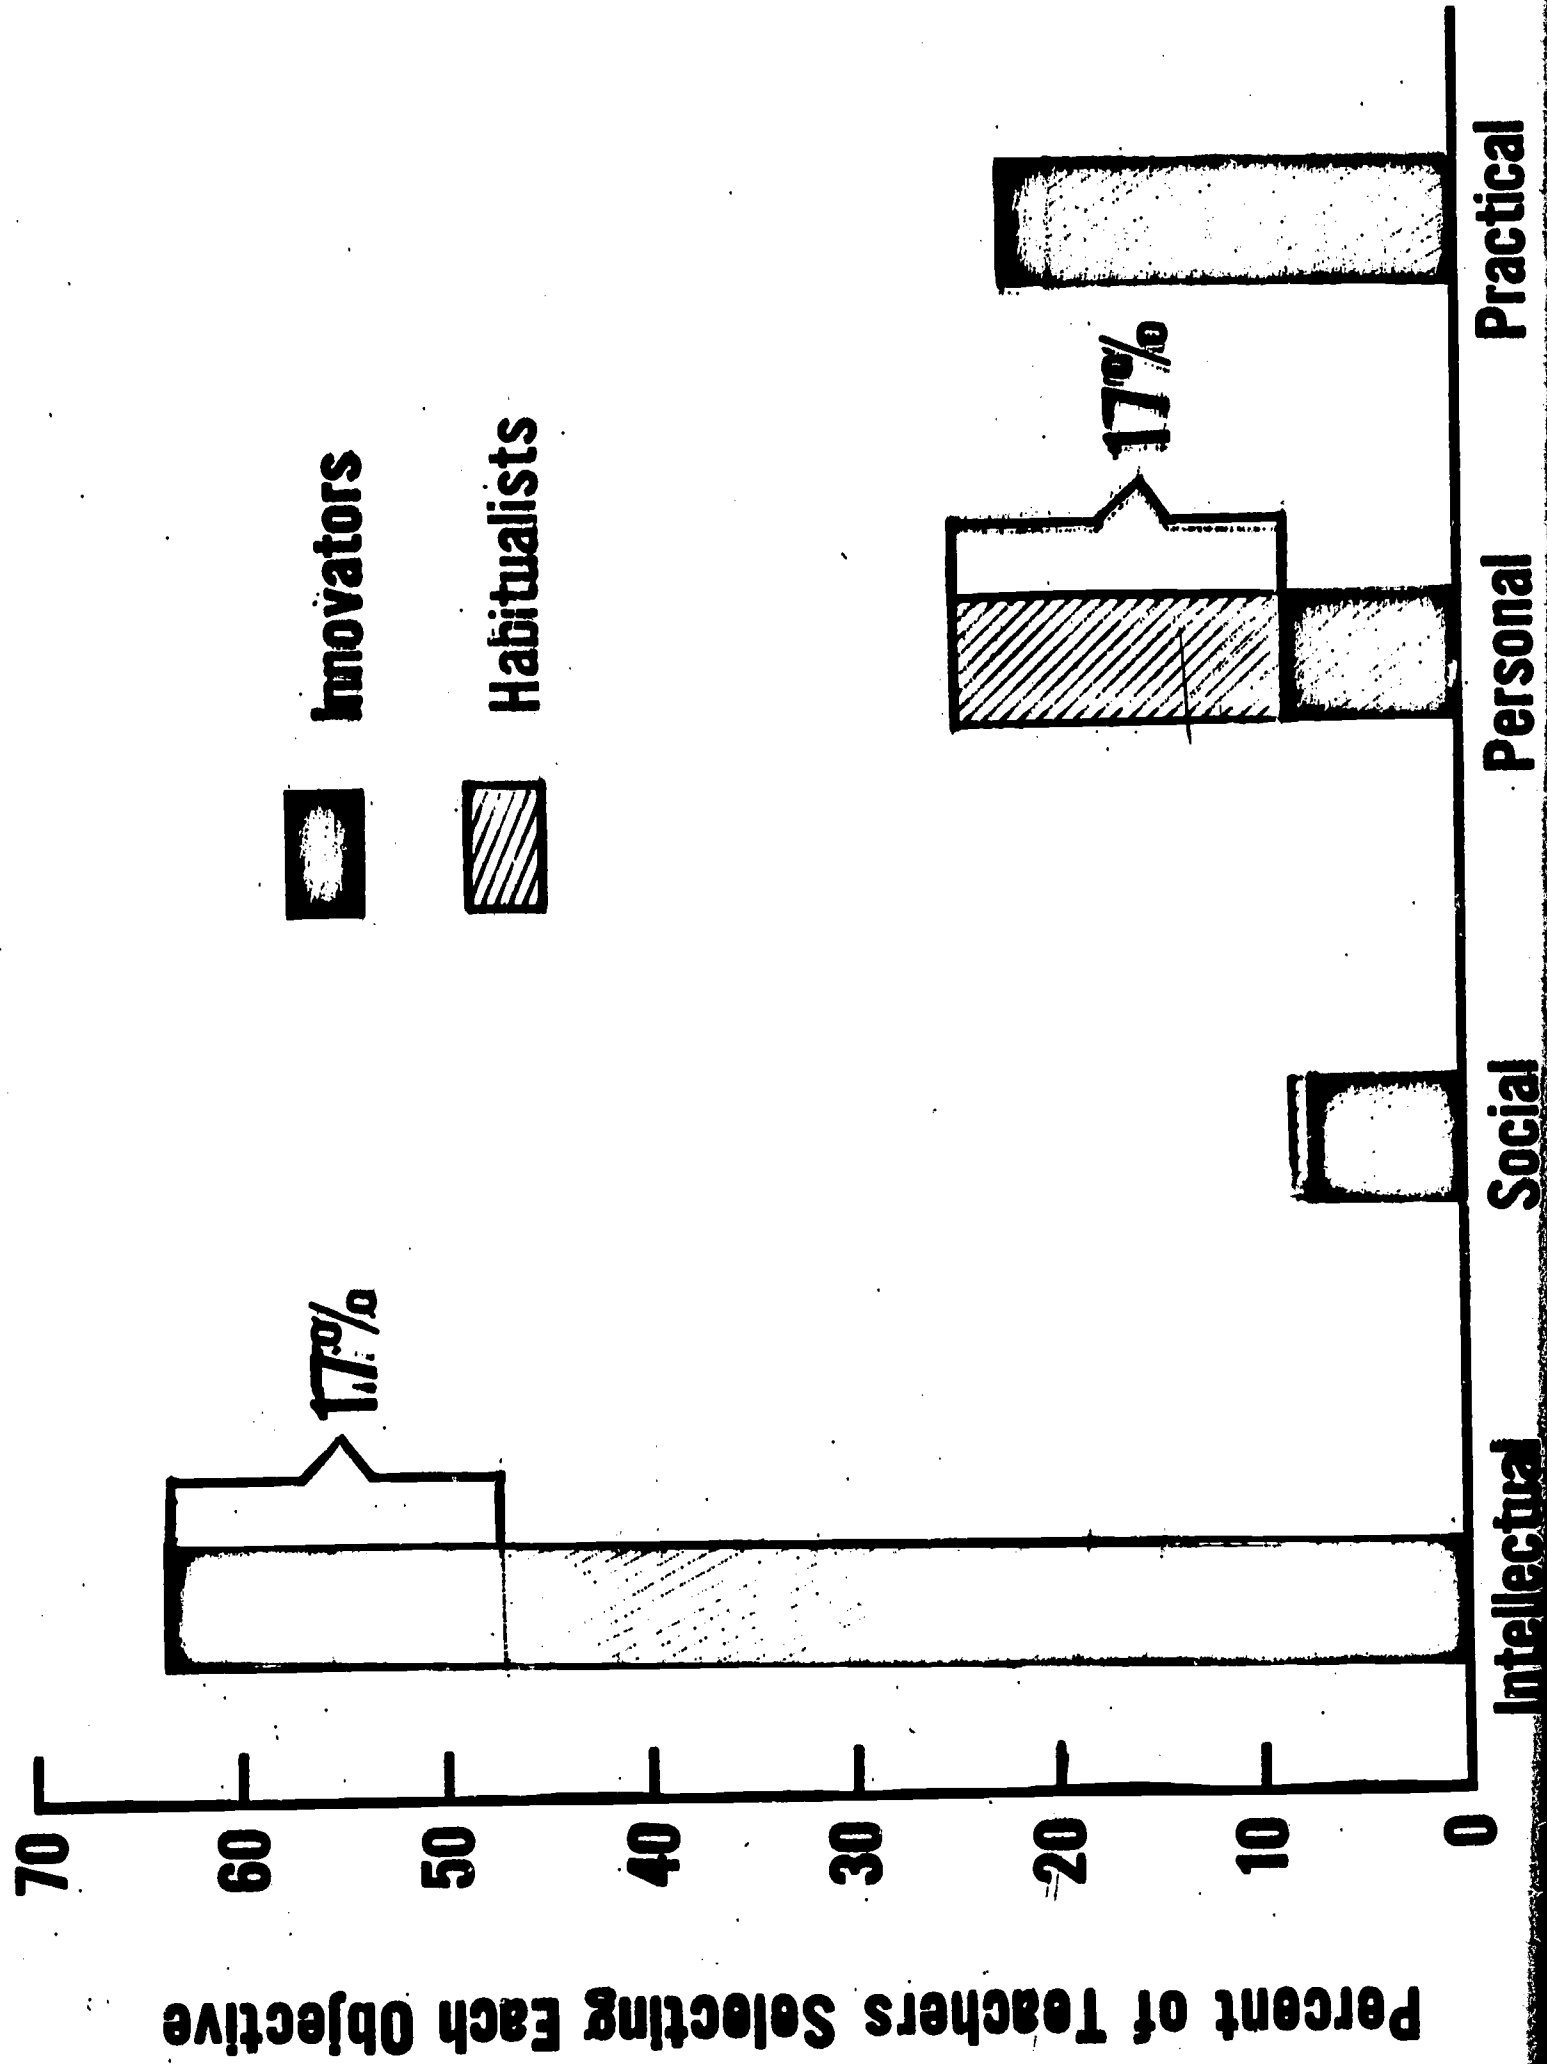 Percent of Teachers Selecting Each Objective
70
60
50
40
30
20
10
0
17%
Innovators
Habitualists
17%
Intellectual
Social
Personal
Practical